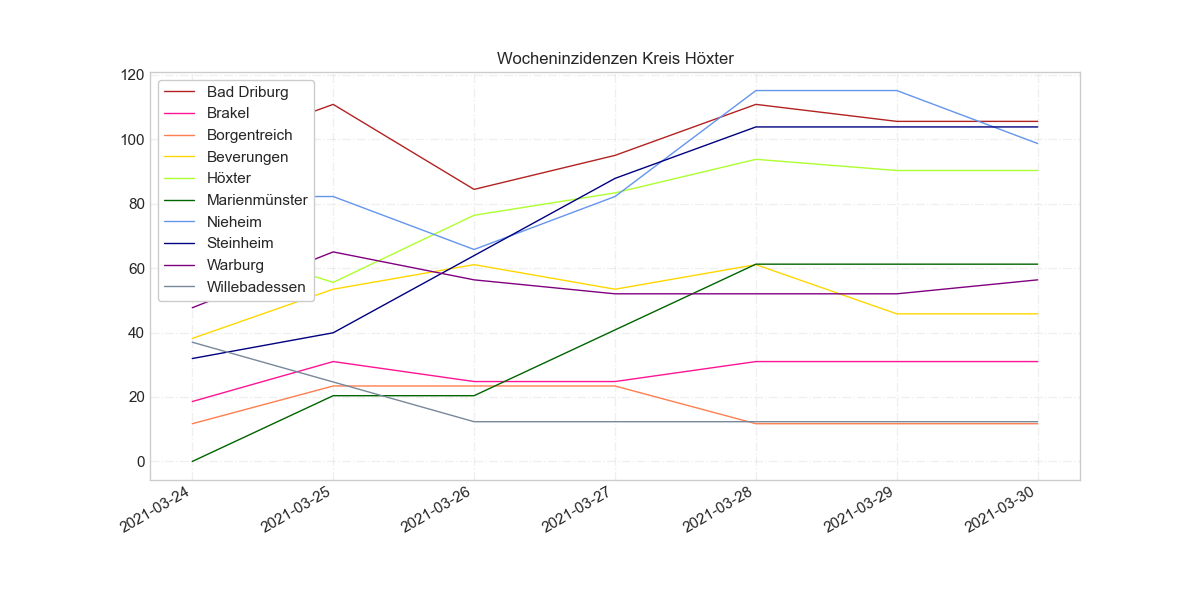 Wocheninzidenzen Kreis Höxter
120
100
80
60
40
20
0
Bad Driburg
Brakel
Borgentreich
Beverungen
Höxter
Marienmünster
Nieheim
Steinheim
Warburg
Willebadessen
2021-03-24
2021-03-25
2021-03-26
2021-03-27
2021-03-28
2021-03-29
2021-03-30